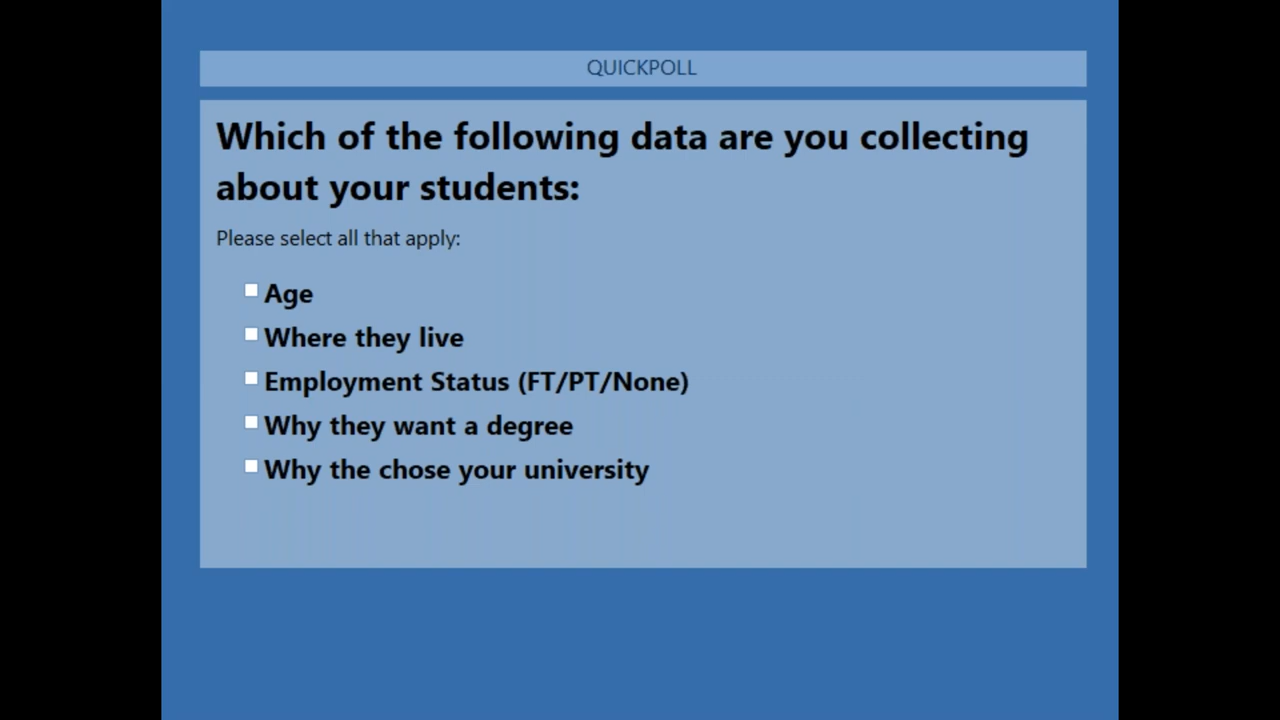 QUICKPOLL
Which of the following data are you collecting
about your students:
Please select all that apply:
Age
Where they live
Employment Status (FT/PT/None)
Why they want a degree
Why the chose your university